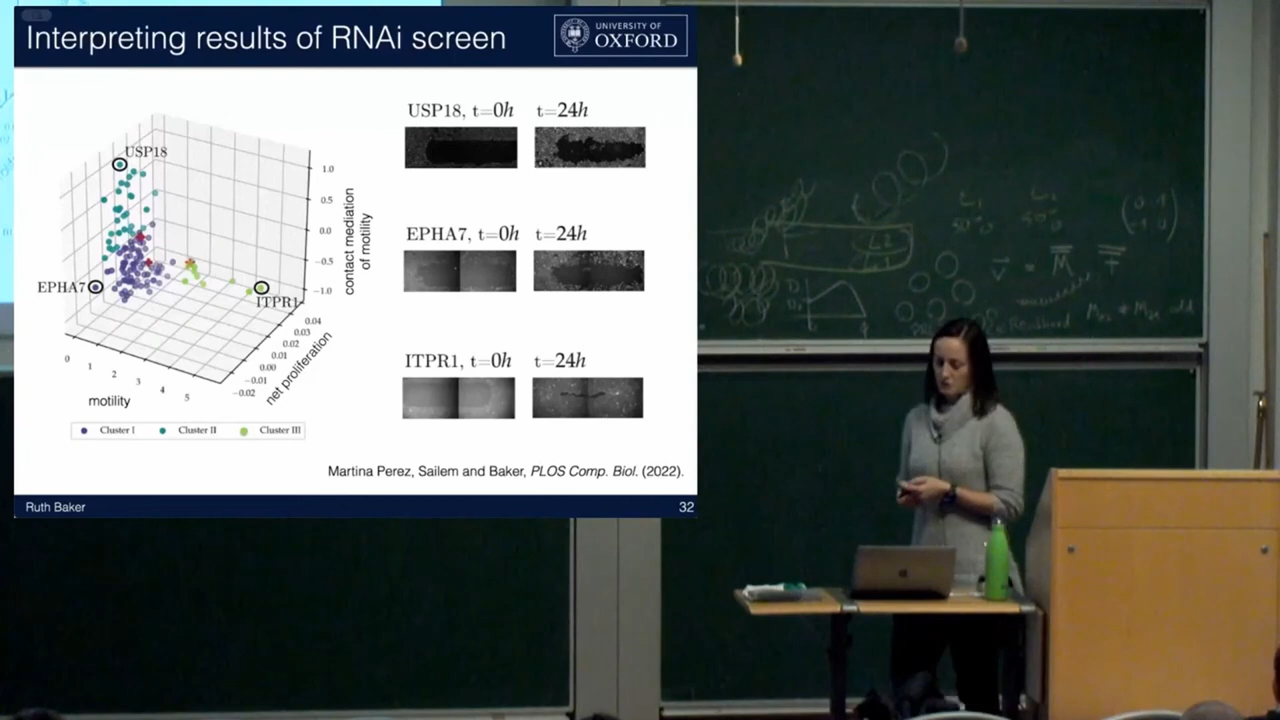 Interpreting results of RNAi screen
UNIVERSITY OF
OXFORD
USP18
EPHA7
ITPR1
1.0
0.5
0.0
−0.5
−1.0
contact mediation
of motility
0.04
0.03
0.02
0.01
0.00
−0.01
−0.02
net proliferation
0
1
2
3
4
5
motility
Cluster I
Cluster II
Cluster III
USP18, t=0h t=24h
EPHA7, t=0h t=24h
ITPR1, t=0h t=24h
Martina Perez, Sailem and Baker, PLOS Comp. Biol. (2022).
Ruth Baker
32